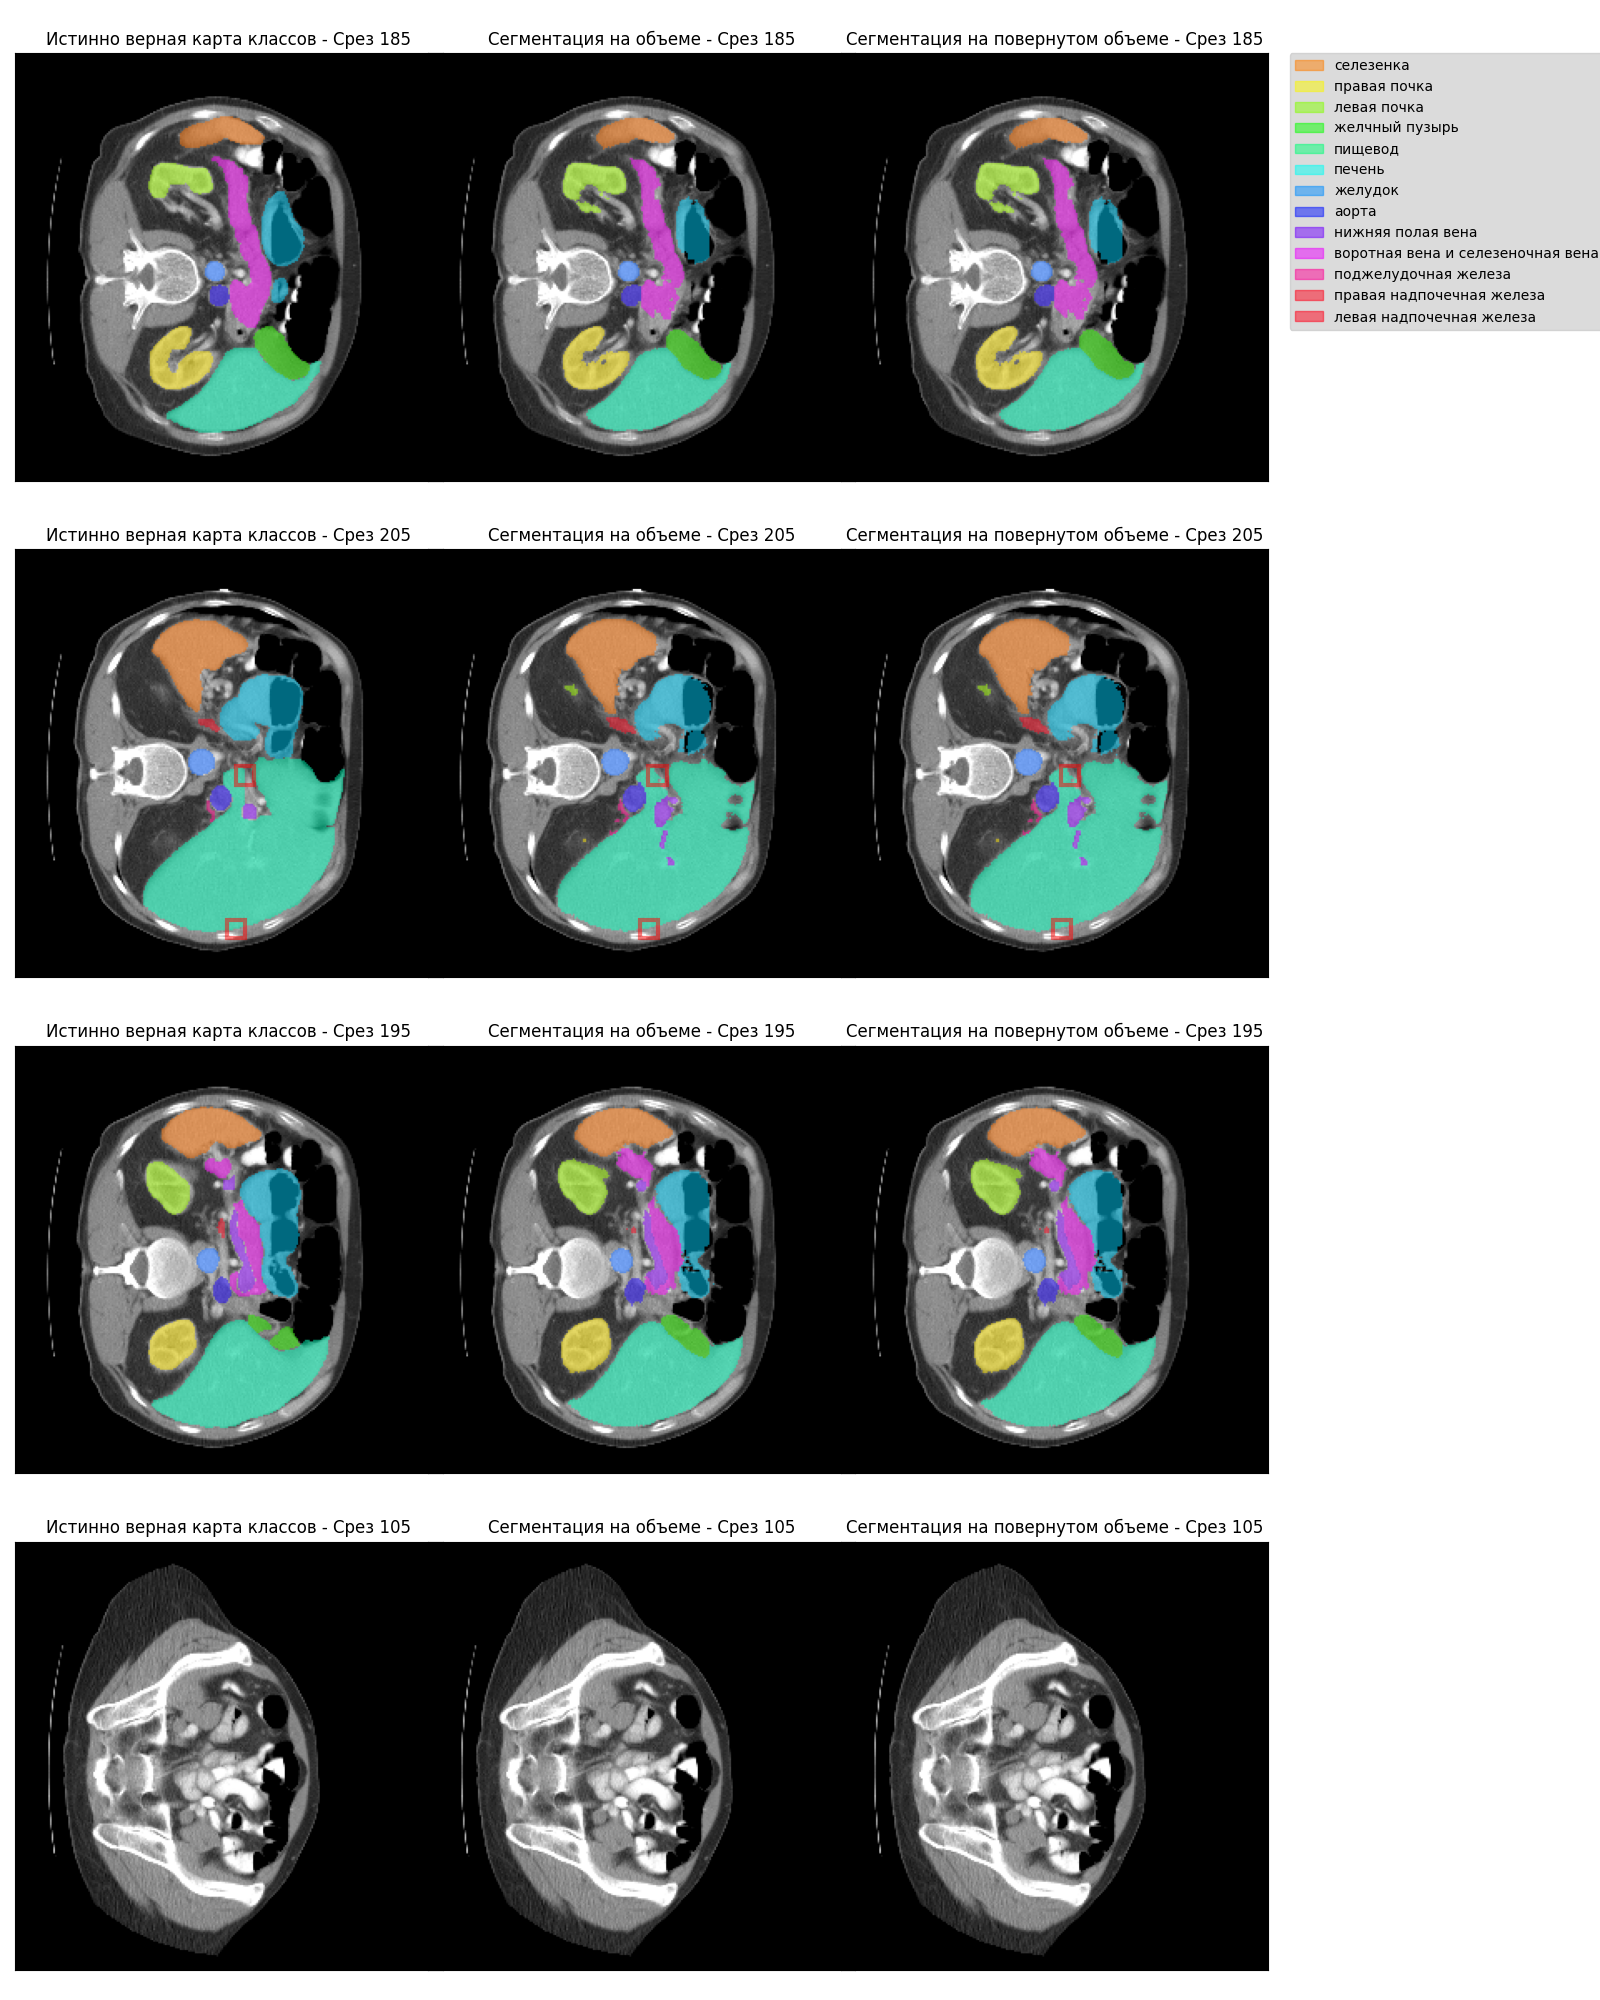 Истинно верная карта классов - Срез 185
Сегментация на объеме - Срез 185
Сегментация на повернутом объеме - Срез 185
селезенка
правая почка
левая почка
желчный пузырь
пищевод
печень
желудок
аорта
нижняя полая вена
воротная вена и селезеночная вена
поджелудочная железа
правая надпочечная железа
левая надпочечная железа
Истинно верная карта классов - Срез 205
Сегментация на объеме - Срез 205
Сегментация на повернутом объеме - Срез 205
Истинно верная карта классов - Срез 195
Сегментация на объеме - Срез 195
Сегментация на повернутом объеме - Срез 195
Истинно верная карта классов - Срез 105
Сегментация на объеме - Срез 105
Сегментация на повернутом объеме - Срез 105